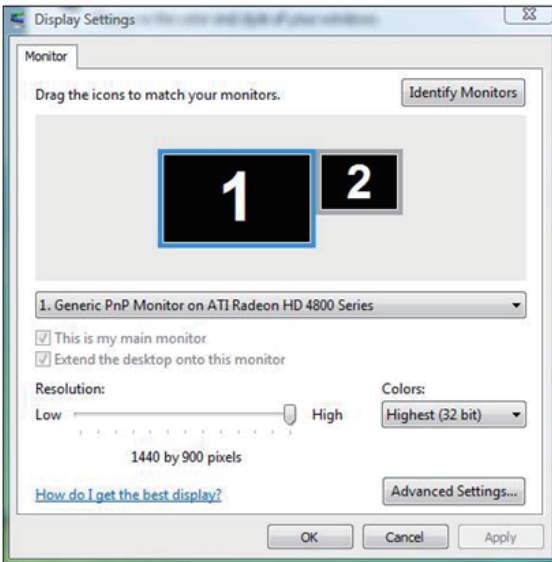 Display Settings
Monitor
Drag the icons to match your monitors.
Identify Monitors
1
2
1. Generic PnP Monitor on ATI Radeon HD 4800 Series
This is my main monitor
Extend the desktop onto this monitor
Resolution:
Colors:
Low
High
Highest (32 bit)
1440 by 900 pixels
How do I get the best display?
Advanced Settings...
OK
Cancel
Apply